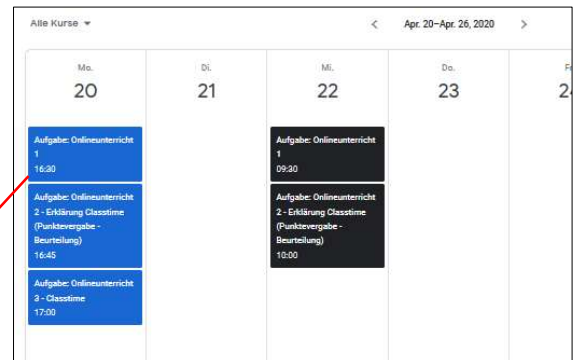 Alle Kurse
Apr. 20–Apr. 26, 2020
Mo.
20
Di.
21
Mi.
22
Do.
23
Aufgabe: Onlineunterricht
1
16:30
Aufgabe: Onlineunterricht
2 - Erklärung Classtime
(Punktevergabe -
Beurteilung)
16:45
Aufgabe: Onlineunterricht
3 - Classtime
17:00
Aufgabe: Onlineunterricht
1
09:30
Aufgabe: Onlineunterricht
2 - Erklärung Classtime
(Punktevergabe -
Beurteilung)
10:00